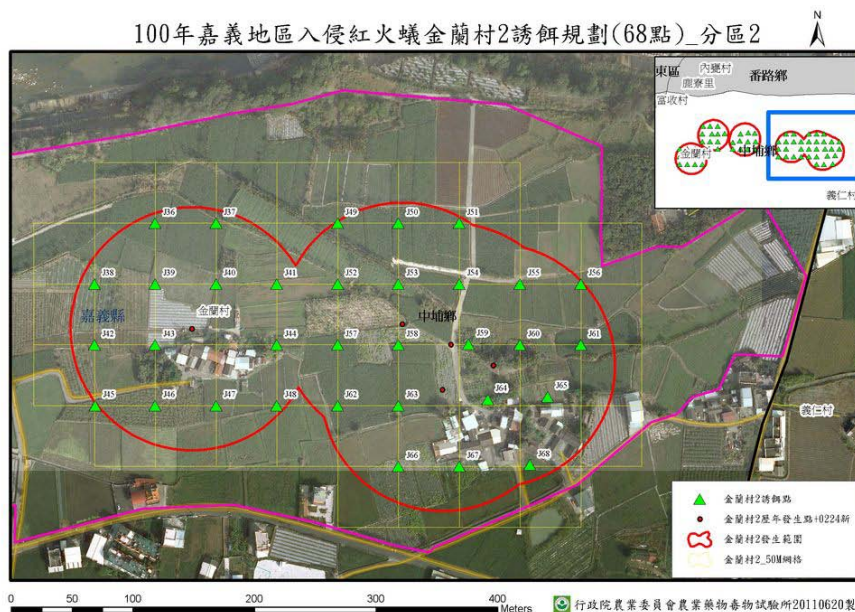 100年嘉義地區入侵紅火蟻金蘭村2誘餌規劃(68點)_分區2
N
東區
內甕村
番路鄉
鹿寮里
富收村
金蘭村
中埔鄉
義仁村
J36 J37 J49 J50 J51
J38 J39 J40 J41 J52 J53 J54 J55 J56
嘉義縣
金蘭村
中埔鄉
J42 J43 J44 J57 J58 J59 J60 J61
J45 J46 J47 J48 J62 J63 J64 J65
義仁村
J66 J67 J68
金蘭村2誘餌點
金蘭村2歷年發生點+0224新
金蘭村2發生範圍
金蘭村2_50M網格
0 100 200 300 400
Meters
行政院農業委員會農業藥物毒物試驗所20110620製